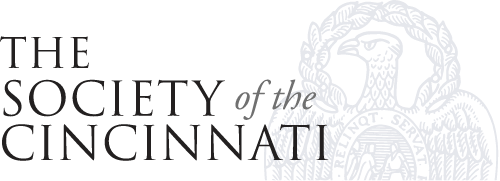 THE
SOCIETY of the
CINCINNATI